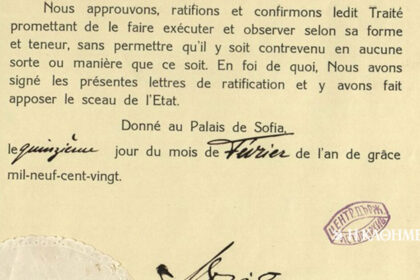 Nous approuvons, ratifions et confirmons ledit Traité
promettant de le faire exécuter et observer selon sa forme
et teneur, sans permettre qu'il y soit contrevenu en aucune
sorte ou manière que ce soit. En foi de quoi, Nous avons
signé les présentes lettres de ratification et y avons fait
apposer le sceau de l'Etat.
Donné au Palais de Sofia,
le quinzième jour du mois de Février de l'an de grâce
mil-neuf-cent-vingt.
ЦЕНТР. ДЪРЖ.